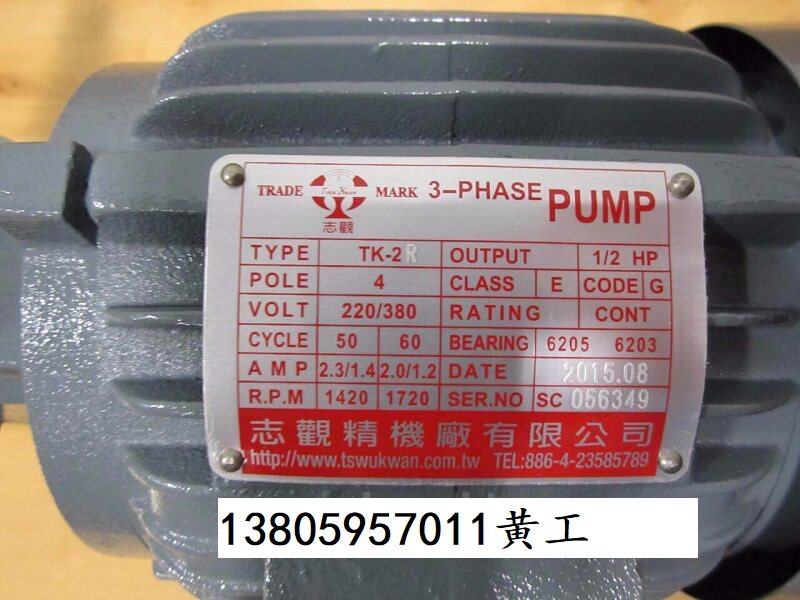 TRADE MARK 3-PHASE PUMP
志觀
TYPE TK-2R OUTPUT 1/2 HP
POLE 4 CLASS E CODE G
VOLT 220/380 RATING CONT
CYCLE 50 60 BEARING 6205 6203
AMP 2.3/1.4 2.0/1.2 DATE 2015.08
R.P.M 1420 1720 SER.NO SC 056349
志觀精機廠有限公司
http://www.tswukwan.com.tw TEL:886-4-23585789
13805957011黄工